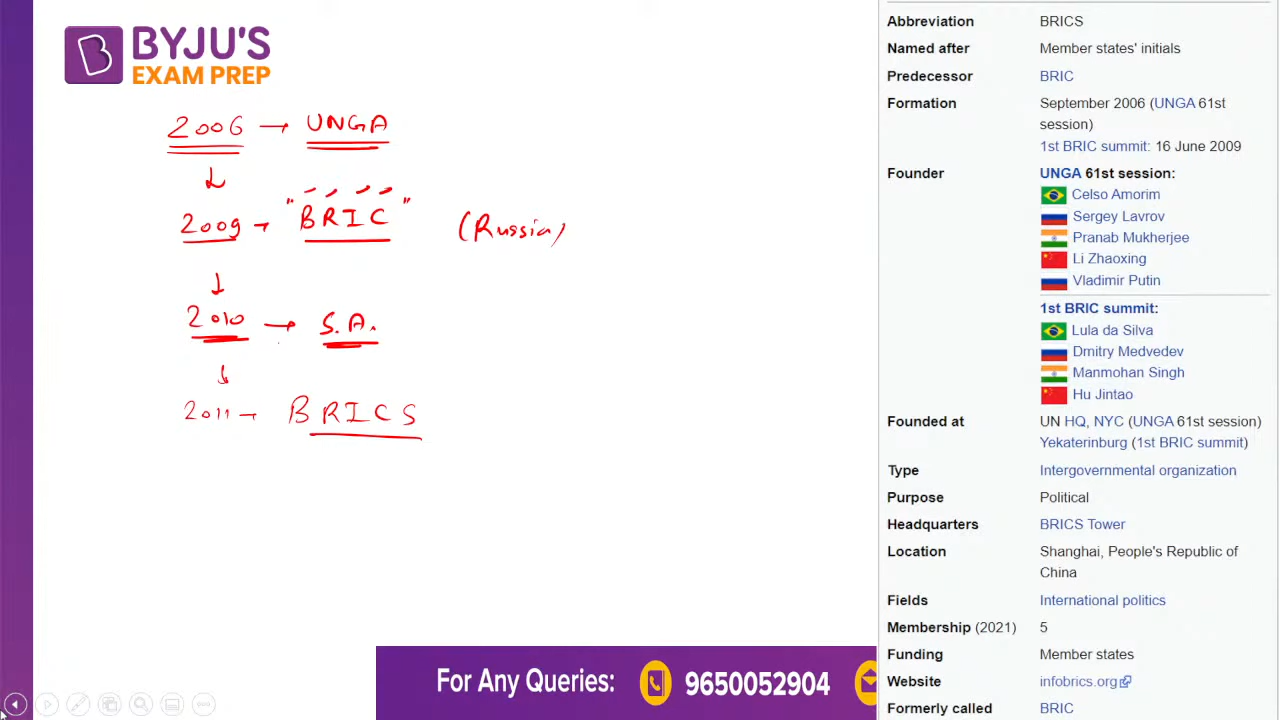 BYJU'S
EXAM PREP
2006 → UNGA
↓
2009 → "BRIC" (Russia)
↓
2010 → S.A.
↓
2011 → BRICS
For Any Queries: 9650052904
Abbreviation BRICS
Named after Member states' initials
Predecessor BRIC
Formation September 2006 (UNGA 61st
session)
1st BRIC summit: 16 June 2009
Founder UNGA 61st session:
Celso Amorim
Sergey Lavrov
Pranab Mukherjee
Li Zhaoxing
Vladimir Putin
1st BRIC summit:
Lula da Silva
Dmitry Medvedev
Manmohan Singh
Hu Jintao
Founded at UN HQ, NYC (UNGA 61st session)
Yekaterinburg (1st BRIC summit)
Type Intergovernmental organization
Purpose Political
Headquarters BRICS Tower
Location Shanghai, People's Republic of
China
Fields International politics
Membership (2021) 5
Funding Member states
Website infobrics.org
Formerly called BRIC